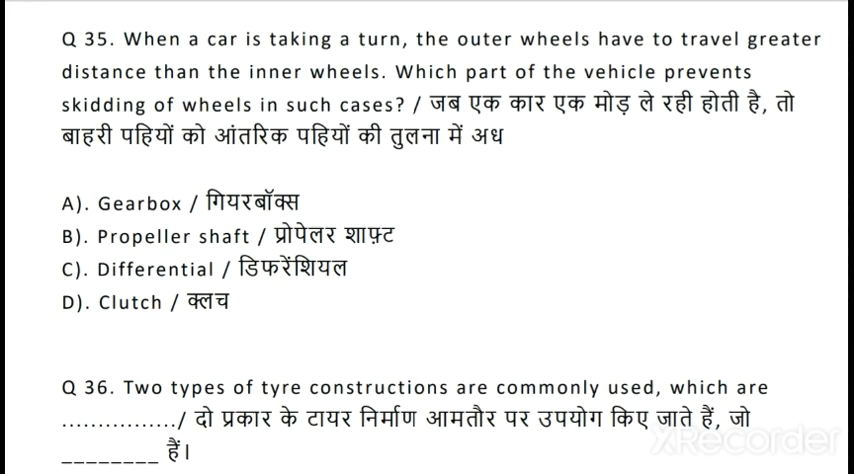 Q 35. When a car is taking a turn, the outer wheels have to travel greater
distance than the inner wheels. Which part of the vehicle prevents
skidding of wheels in such cases? / जब एक कार एक मोड़ ले रही होती है, तो
बाहरी पहियों को आंतरिक पहियों की तुलना में अध
A). Gearbox / गियरबॉक्स
B). Propeller shaft / प्रोपेलर शाफ़्ट
C). Differential / डिफरेंशियल
D). Clutch / क्लच
Q 36. Two types of tyre constructions are commonly used, which are
................/ दो प्रकार के टायर निर्माण आमतौर पर उपयोग किए जाते हैं, जो
_________ हैं।
XRecorder